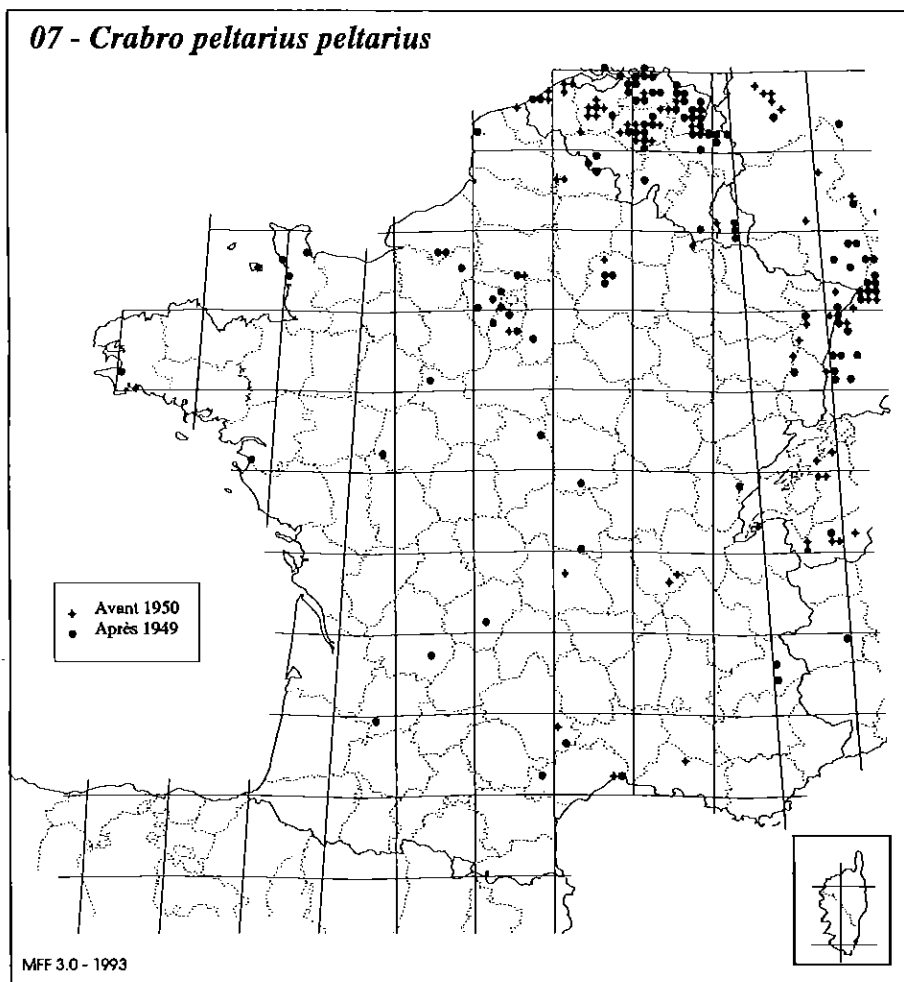 07 - Crabro peltarius peltarius
Avant 1950
Après 1949
MFF 3.0 - 1993